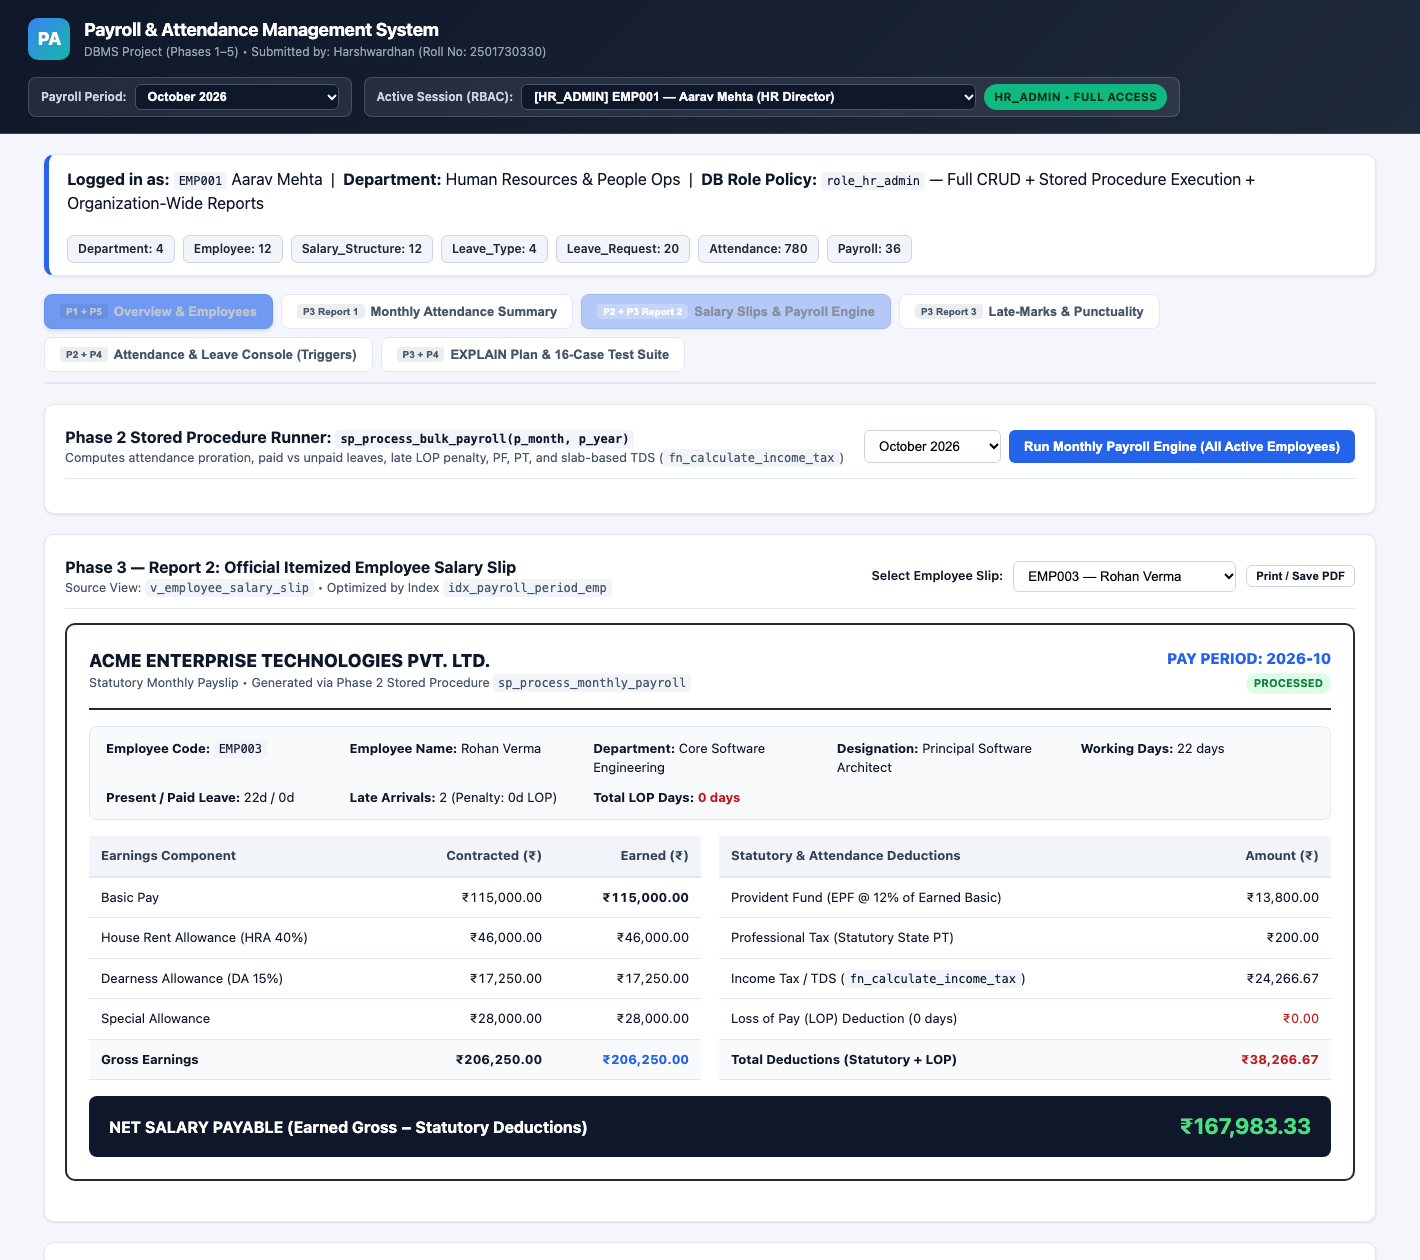 PA
Payroll & Attendance Management System
DBMS Project (Phases 1–5) • Submitted by: Harshwardhan (Roll No: 2501730330)
Payroll Period: October 2026
Active Session (RBAC): [HR_ADMIN] EMP001 — Aarav Mehta (HR Director) HR_ADMIN • FULL ACCESS
Logged in as: EMP001 Aarav Mehta | Department: Human Resources & People Ops | DB Role Policy: role_hr_admin — Full CRUD + Stored Procedure Execution +
Organization-Wide Reports
Department: 4 Employee: 12 Salary_Structure: 12 Leave_Type: 4 Leave_Request: 20 Attendance: 780 Payroll: 36
P1 + P5 Overview & Employees P3 Report 1 Monthly Attendance Summary P2 + P3 Report 2 Salary Slips & Payroll Engine P3 Report 3 Late-Marks & Punctuality
P2 + P4 Attendance & Leave Console (Triggers) P3 + P4 EXPLAIN Plan & 16-Case Test Suite
Phase 2 Stored Procedure Runner: sp_process_bulk_payroll(p_month, p_year)
Computes attendance proration, paid vs unpaid leaves, late LOP penalty, PF, PT, and slab-based TDS ( fn_calculate_income_tax )
October 2026 Run Monthly Payroll Engine (All Active Employees)
Phase 3 — Report 2: Official Itemized Employee Salary Slip
Source View: v_employee_salary_slip • Optimized by Index idx_payroll_period_emp
Select Employee Slip: EMP003 — Rohan Verma Print / Save PDF
ACME ENTERPRISE TECHNOLOGIES PVT. LTD.
Statutory Monthly Payslip • Generated via Phase 2 Stored Procedure sp_process_monthly_payroll
PAY PERIOD: 2026-10
PROCESSED
Employee Code: EMP003
Employee Name: Rohan Verma
Department: Core Software
Engineering
Designation: Principal Software
Architect
Working Days: 22 days
Present / Paid Leave: 22d / 0d
Late Arrivals: 2 (Penalty: 0d LOP)
Total LOP Days: 0 days
Earnings Component Contracted (₹) Earned (₹)
Basic Pay ₹115,000.00 ₹115,000.00
House Rent Allowance (HRA 40%) ₹46,000.00 ₹46,000.00
Dearness Allowance (DA 15%) ₹17,250.00 ₹17,250.00
Special Allowance ₹28,000.00 ₹28,000.00
Gross Earnings ₹206,250.00 ₹206,250.00
Statutory & Attendance Deductions Amount (₹)
Provident Fund (EPF @ 12% of Earned Basic) ₹13,800.00
Professional Tax (Statutory State PT) ₹200.00
Income Tax / TDS ( fn_calculate_income_tax ) ₹24,266.67
Loss of Pay (LOP) Deduction (0 days) ₹0.00
Total Deductions (Statutory + LOP) ₹38,266.67
NET SALARY PAYABLE (Earned Gross – Statutory Deductions) ₹167,983.33